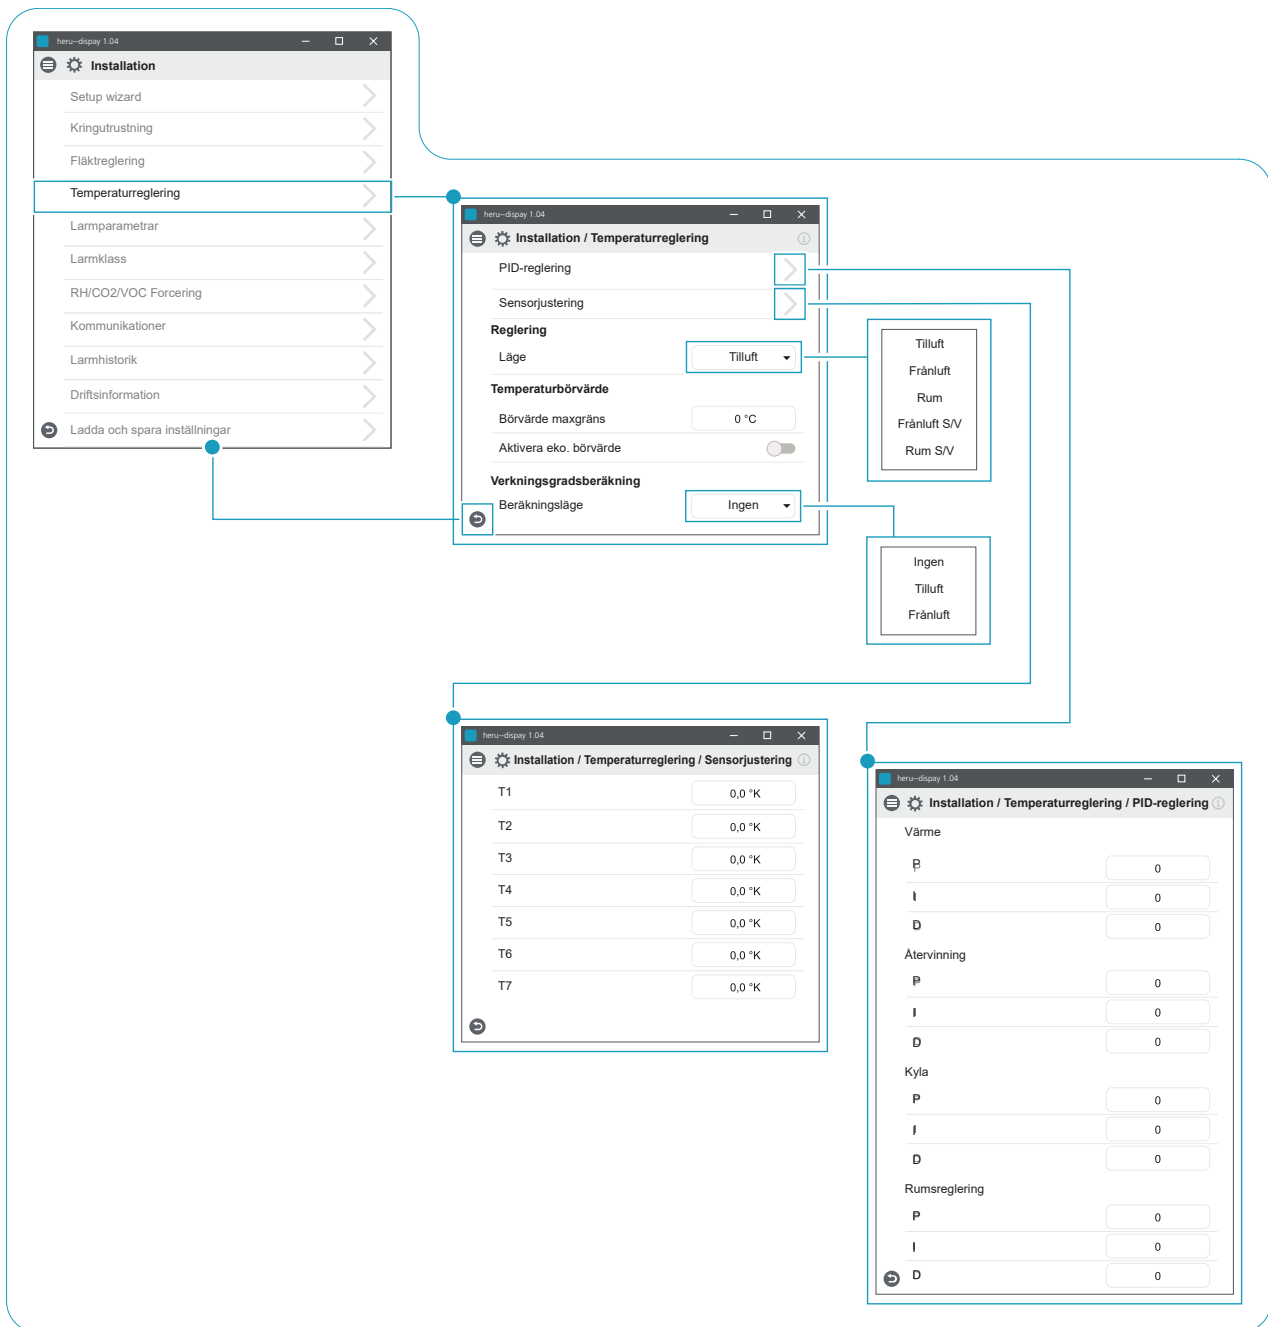 heru--dispay 1.04
Installation
Setup wizard
Kringutrustning
Fläktreglering
Temperaturreglering
Larmparametrar
Larmklass
RH/CO2/VOC Forcering
Kommunikationer
Larmhistorik
Driftsinformation
Ladda och spara inställningar
heru--dispay 1.04
Installation / Temperaturreglering
PID-reglering
Sensorjustering
Reglering
Läge Tilluft
Temperaturbörvärde
Börvärde maxgräns 0 °C
Aktivera eko. börvärde
Verkningsgradsberäkning
Beräkningsläge Ingen
Tilluft
Frånluft
Rum
Frånluft S/V
Rum S/V
Ingen
Tilluft
Frånluft
heru--dispay 1.04
Installation / Temperaturreglering / Sensorjustering
T1 0,0 °K
T2 0,0 °K
T3 0,0 °K
T4 0,0 °K
T5 0,0 °K
T6 0,0 °K
T7 0,0 °K
heru--dispay 1.04
Installation / Temperaturreglering / PID-reglering
Värme
P 0
I 0
D 0
Återvinning
P 0
I 0
D 0
Kyla
P 0
I 0
D 0
Rumsreglering
P 0
I 0
D 0